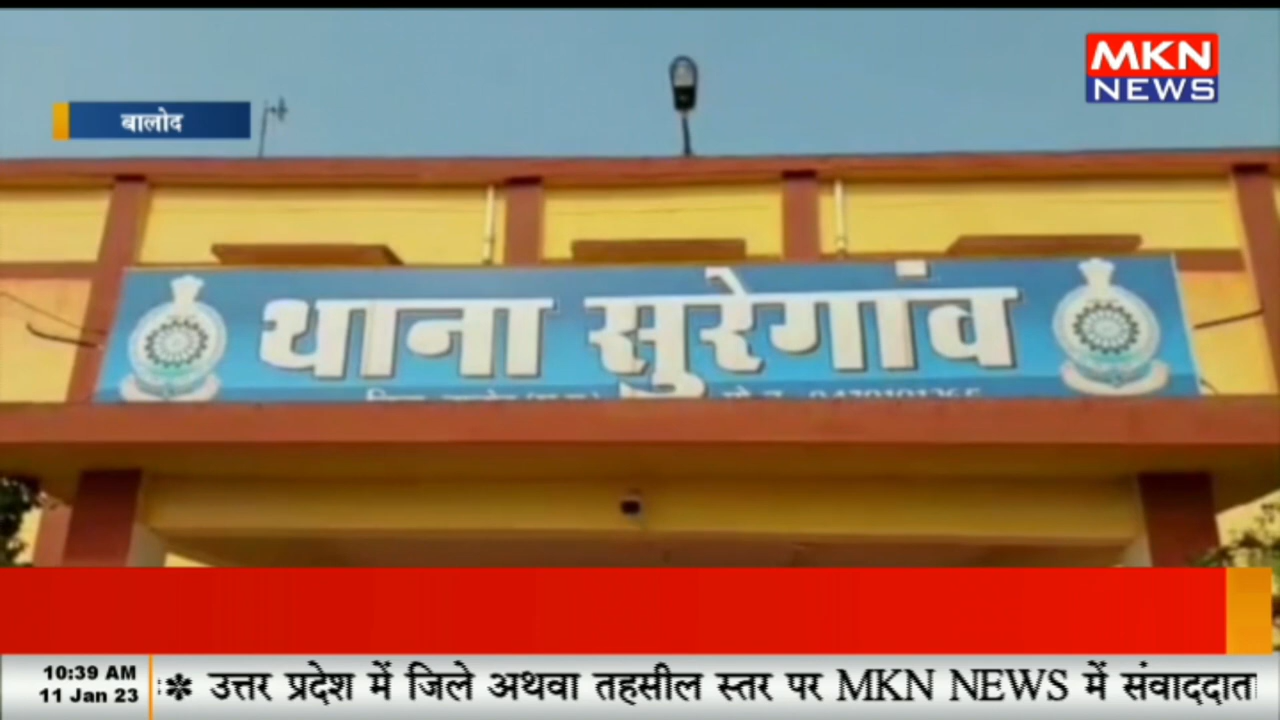 MKN
NEWS
बालोद
थाना सुरेगांव
10:39 AM
11 Jan 23
✽ उत्तर प्रदेश में जिले अथवा तहसील स्तर पर MKN NEWS में संवाददाता